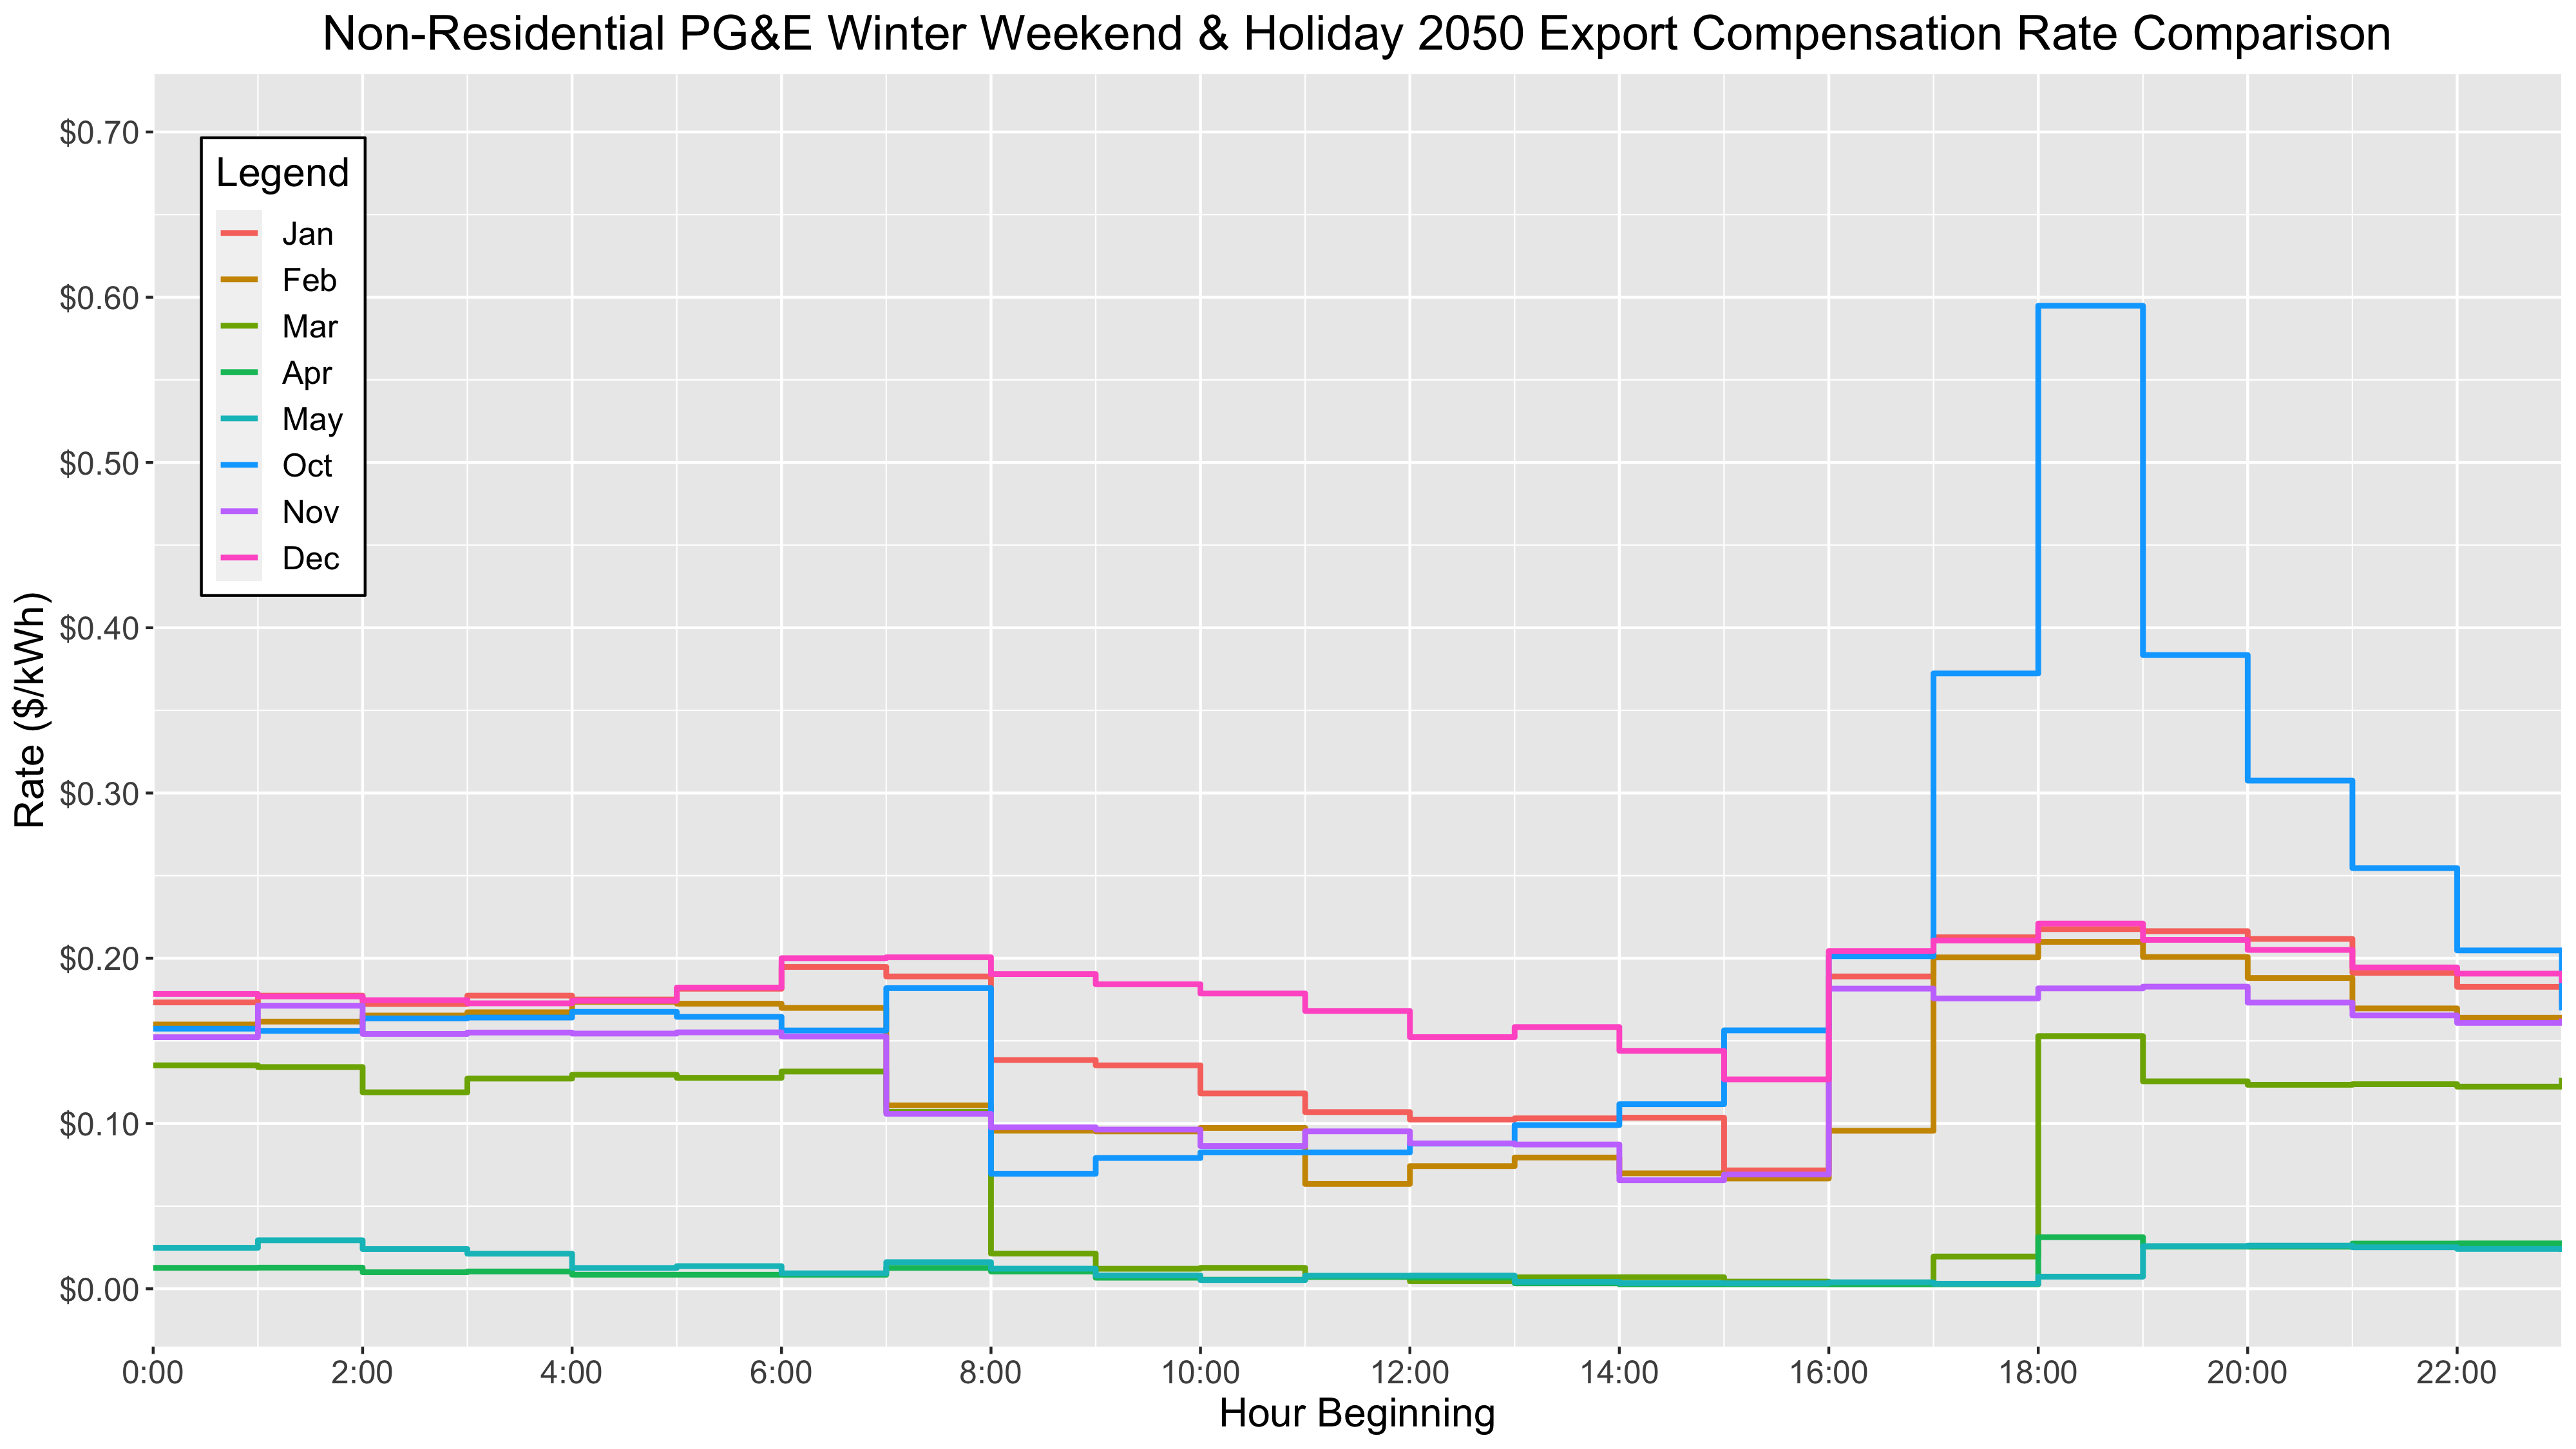 Non-Residential PG&E Winter Weekend & Holiday 2050 Export Compensation Rate Comparison
$0.70
$0.60
$0.50
$0.40
$0.30
$0.20
$0.10
$0.00
Rate ($/kWh)
Legend
Jan
Feb
Mar
Apr
May
Oct
Nov
Dec
0:00 2:00 4:00 6:00 8:00 10:00 12:00 14:00 16:00 18:00 20:00 22:00
Hour Beginning